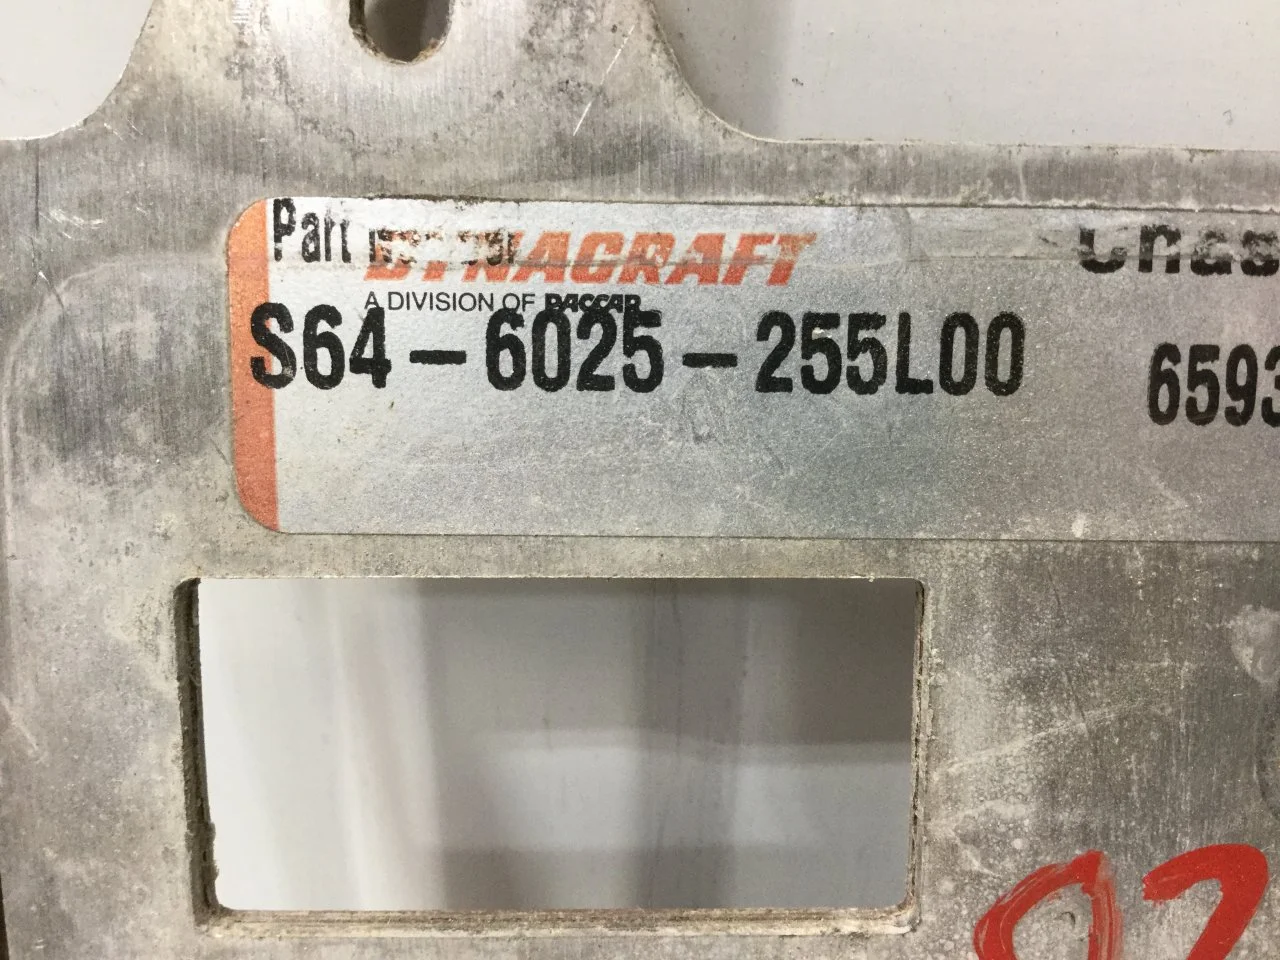 Part
DYNACRAFT
A DIVISION OF PACCAR
S64-6025-255L00
6593